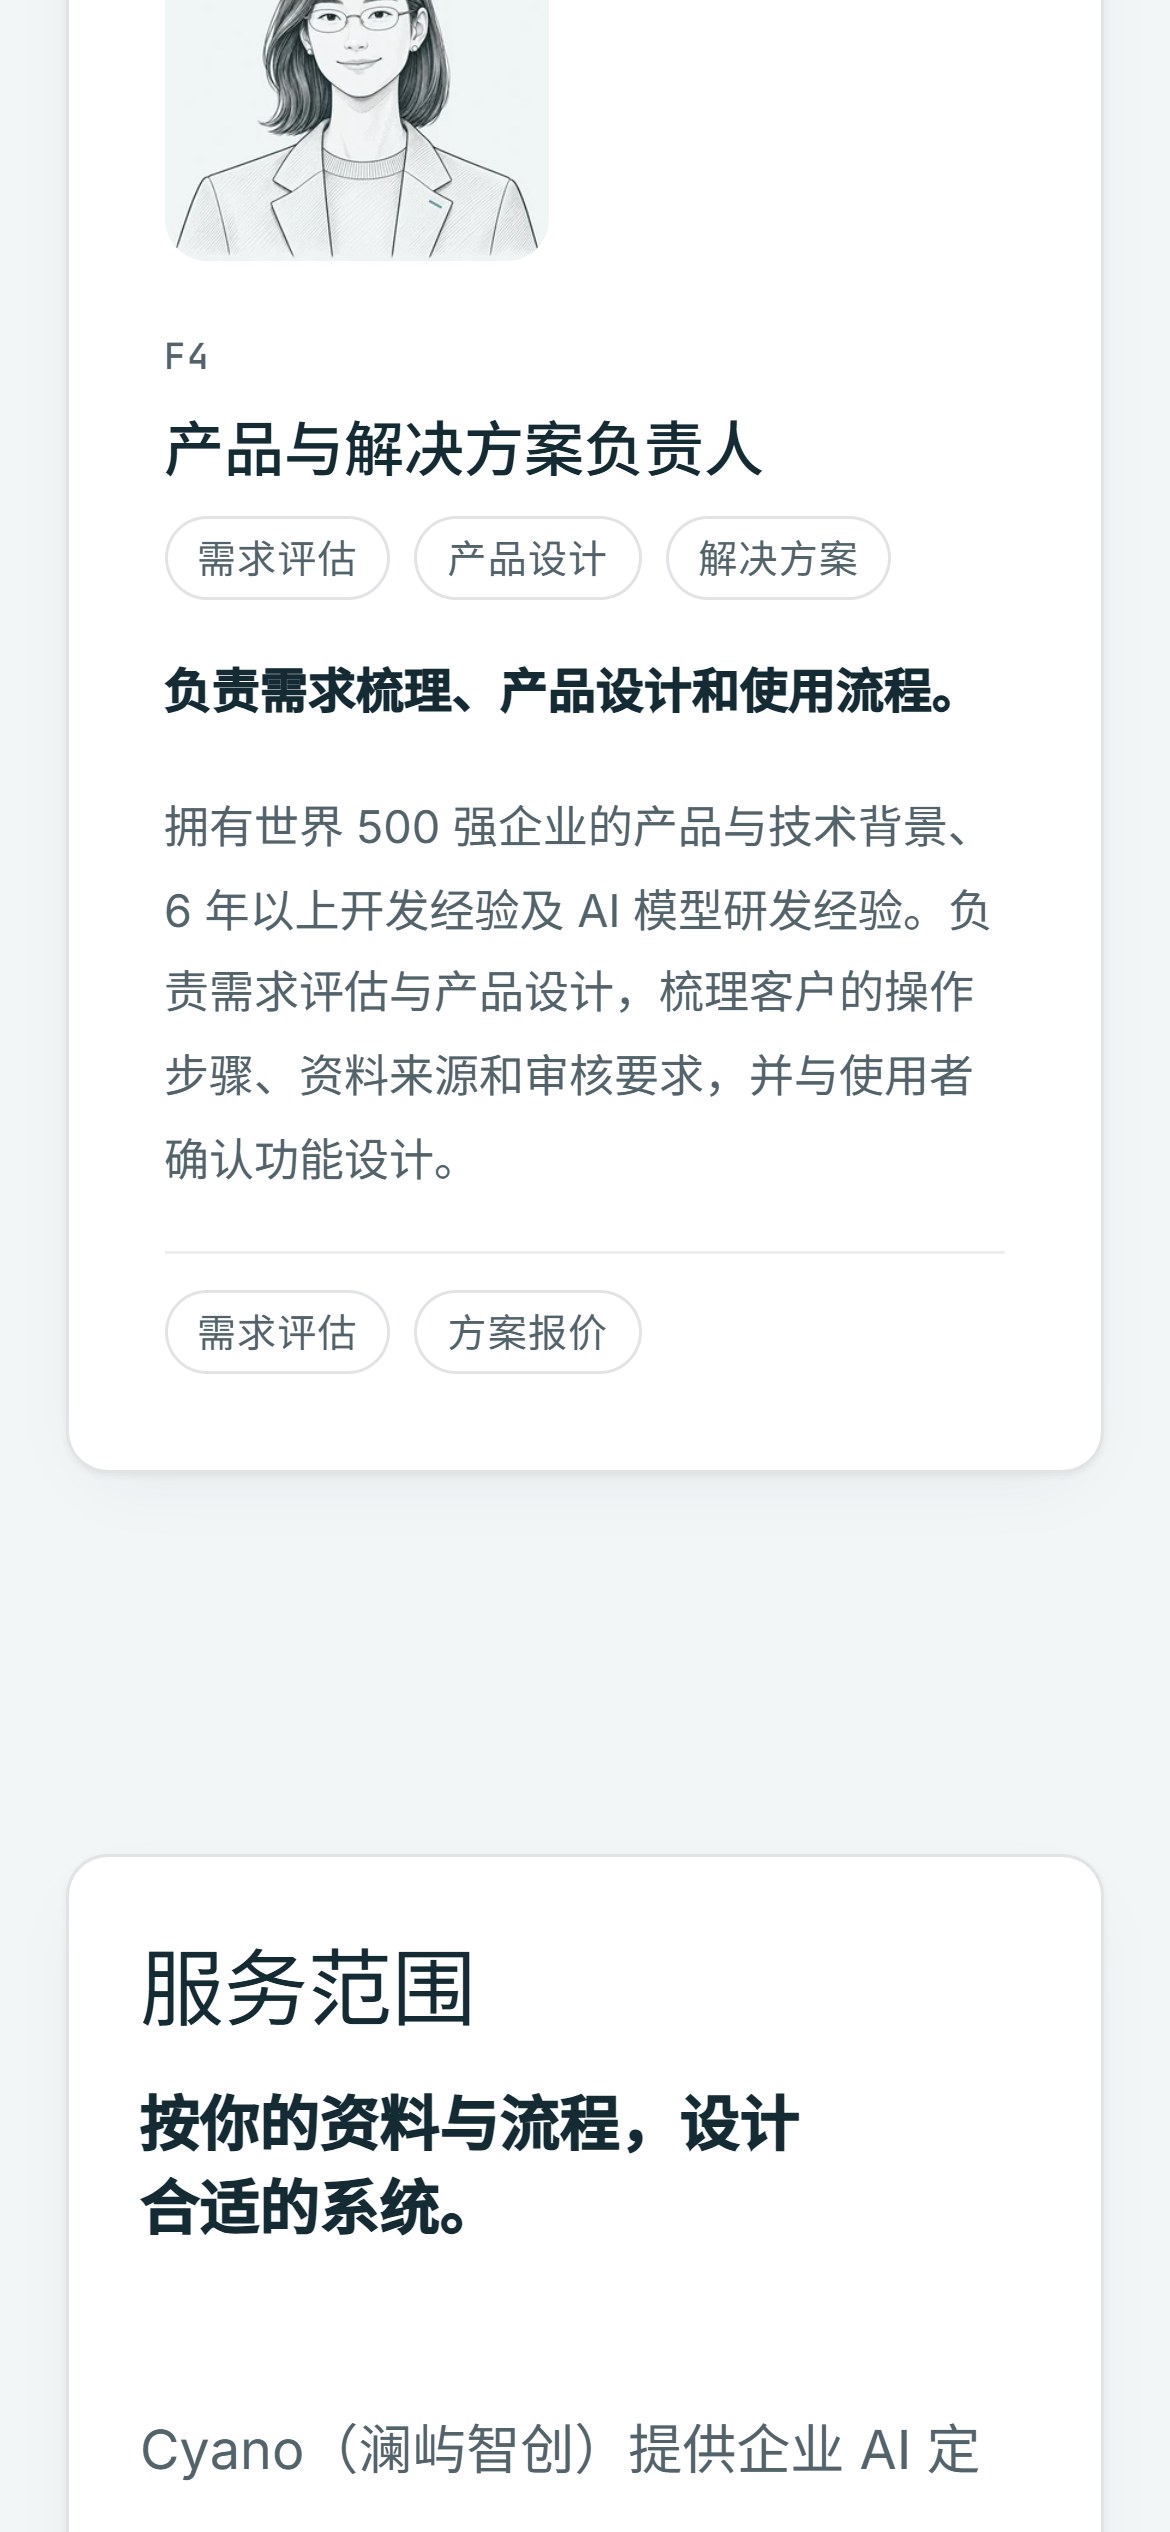 F4
产品与解决方案负责人
需求评估 产品设计 解决方案
负责需求梳理、产品设计和使用流程。
拥有世界 500 强企业的产品与技术背景、
6 年以上开发经验及 AI 模型研发经验。负
责需求评估与产品设计，梳理客户的操作
步骤、资料来源和审核要求，并与使用者
确认功能设计。
需求评估 方案报价
服务范围
按你的资料与流程，设计
合适的系统。
Cyano（澜屿智创）提供企业 AI 定